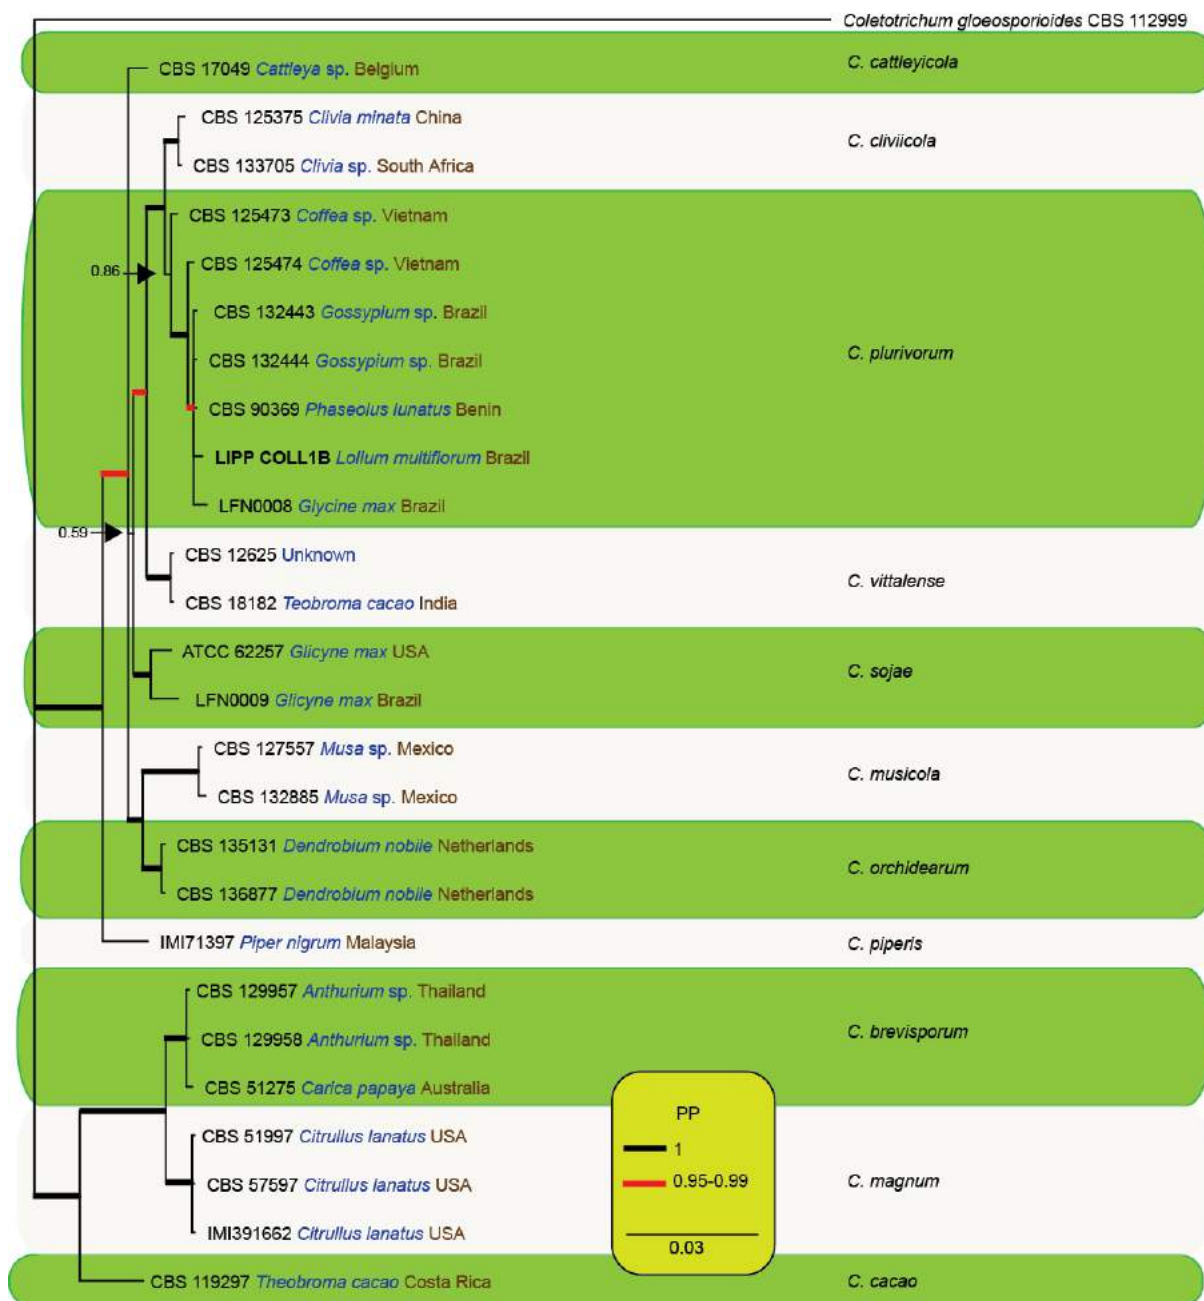 Coletotrichum gloeosporioides CBS 112999
CBS 17049 Cattleya sp. Belgium
C. cattleyicola
CBS 125375 Clivia minata China
C. cliviicola
CBS 133705 Clivia sp. South Africa
CBS 125473 Coffea sp. Vietnam
CBS 125474 Coffea sp. Vietnam
0.86
CBS 132443 Gossypium sp. Brazil
CBS 132444 Gossypium sp. Brazil
C. plurivorum
CBS 90369 Phaseolus lunatus Benin
LIPP COLL1B Lolium multiflorum Brazil
LFN0008 Glycine max Brazil
0.59
CBS 12625 Unknown
C. vittalense
CBS 18182 Teobroma cacao India
ATCC 62257 Glicyne max USA
C. sojae
LFN0009 Glicyne max Brazil
CBS 127557 Musa sp. Mexico
C. musicola
CBS 132885 Musa sp. Mexico
CBS 135131 Dendrobium nobile Netherlands
C. orchidearum
CBS 136877 Dendrobium nobile Netherlands
IMI71397 Piper nigrum Malaysia
C. piperis
CBS 129957 Anthurium sp. Thailand
CBS 129958 Anthurium sp. Thailand
C. brevisporum
CBS 51275 Carica papaya Australia
CBS 51997 Citrullus lanatus USA
CBS 57597 Citrullus lanatus USA
C. magnum
IMI391662 Citrullus lanatus USA
CBS 119297 Theobroma cacao Costa Rica
C. cacao
PP
1
0.95-0.99
0.03